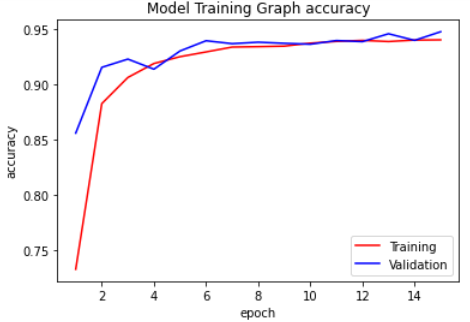 Model Training Graph accuracy
0.95
0.90
0.85
0.80
0.75
accuracy
2 4 6 8 10 12 14
epoch
Training
Validation